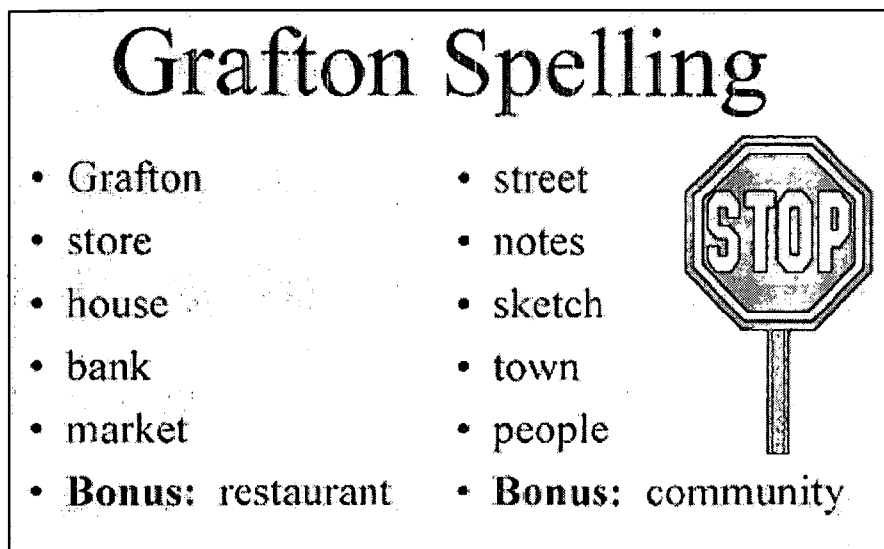 Grafton Spelling
• Grafton
• store
• house
• bank
• market
• Bonus: restaurant
• street
• notes
• sketch
• town
• people
• Bonus: community
STOP